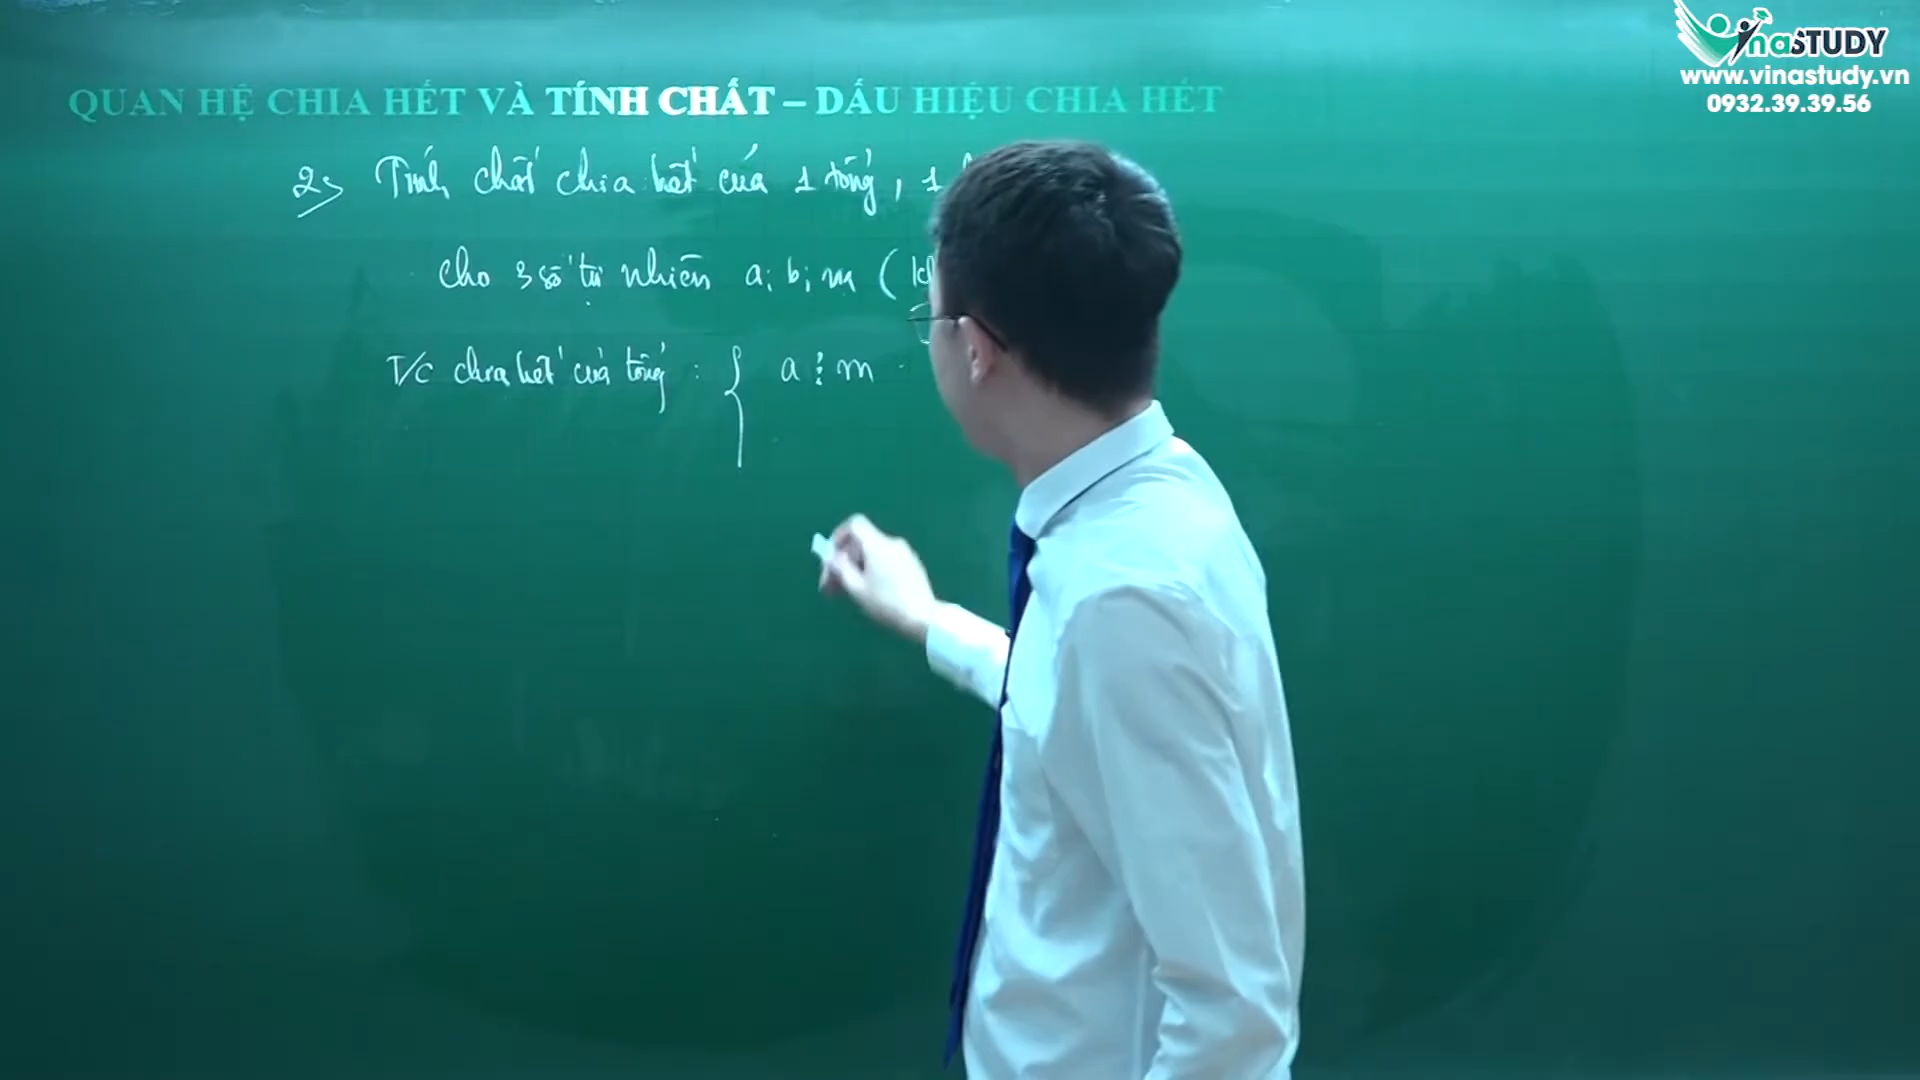 VinaSTUDY
www.vinastudy.vn
0932.39.39.56
QUAN HỆ CHIA HẾT VÀ TÍNH CHẤT – DẤU HIỆU CHIA HẾT
2, Tính chất chia hết của 1 tổng, 1
cho 3 số tự nhiên a; b; m (
T/C chia hết của tổng : { a ⋮ m